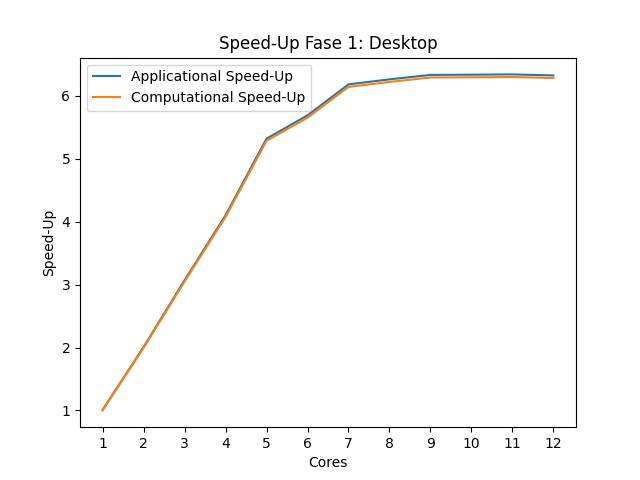 Speed-Up Fase 1: Desktop
Applicational Speed-Up
Computational Speed-Up
6
5
4
3
2
1
Speed-Up
1 2 3 4 5 6 7 8 9 10 11 12
Cores